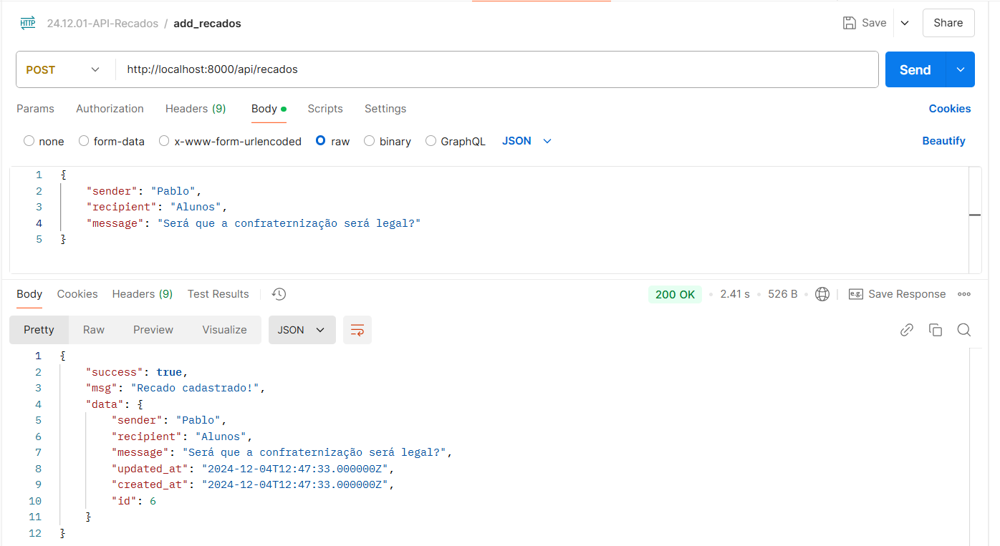 HTTP 24.12.01-API-Recados / add_recados Save Share
POST http://localhost:8000/api/recados Send
Params Authorization Headers (9) Body Scripts Settings Cookies
none form-data x-www-form-urlencoded raw binary GraphQL JSON Beautify
1 {
2 "sender": "Pablo",
3 "recipient": "Alunos",
4 "message": "Será que a confraternização será legal?"
5 }
Body Cookies Headers (9) Test Results 200 OK 2.41 s 526 B e.g. Save Response
Pretty Raw Preview Visualize JSON
1 {
2 "success": true,
3 "msg": "Recado cadastrado!",
4 "data": {
5 "sender": "Pablo",
6 "recipient": "Alunos",
7 "message": "Será que a confraternização será legal?",
8 "updated_at": "2024-12-04T12:47:33.000000Z",
9 "created_at": "2024-12-04T12:47:33.000000Z",
10 "id": 6
11 }
12 }